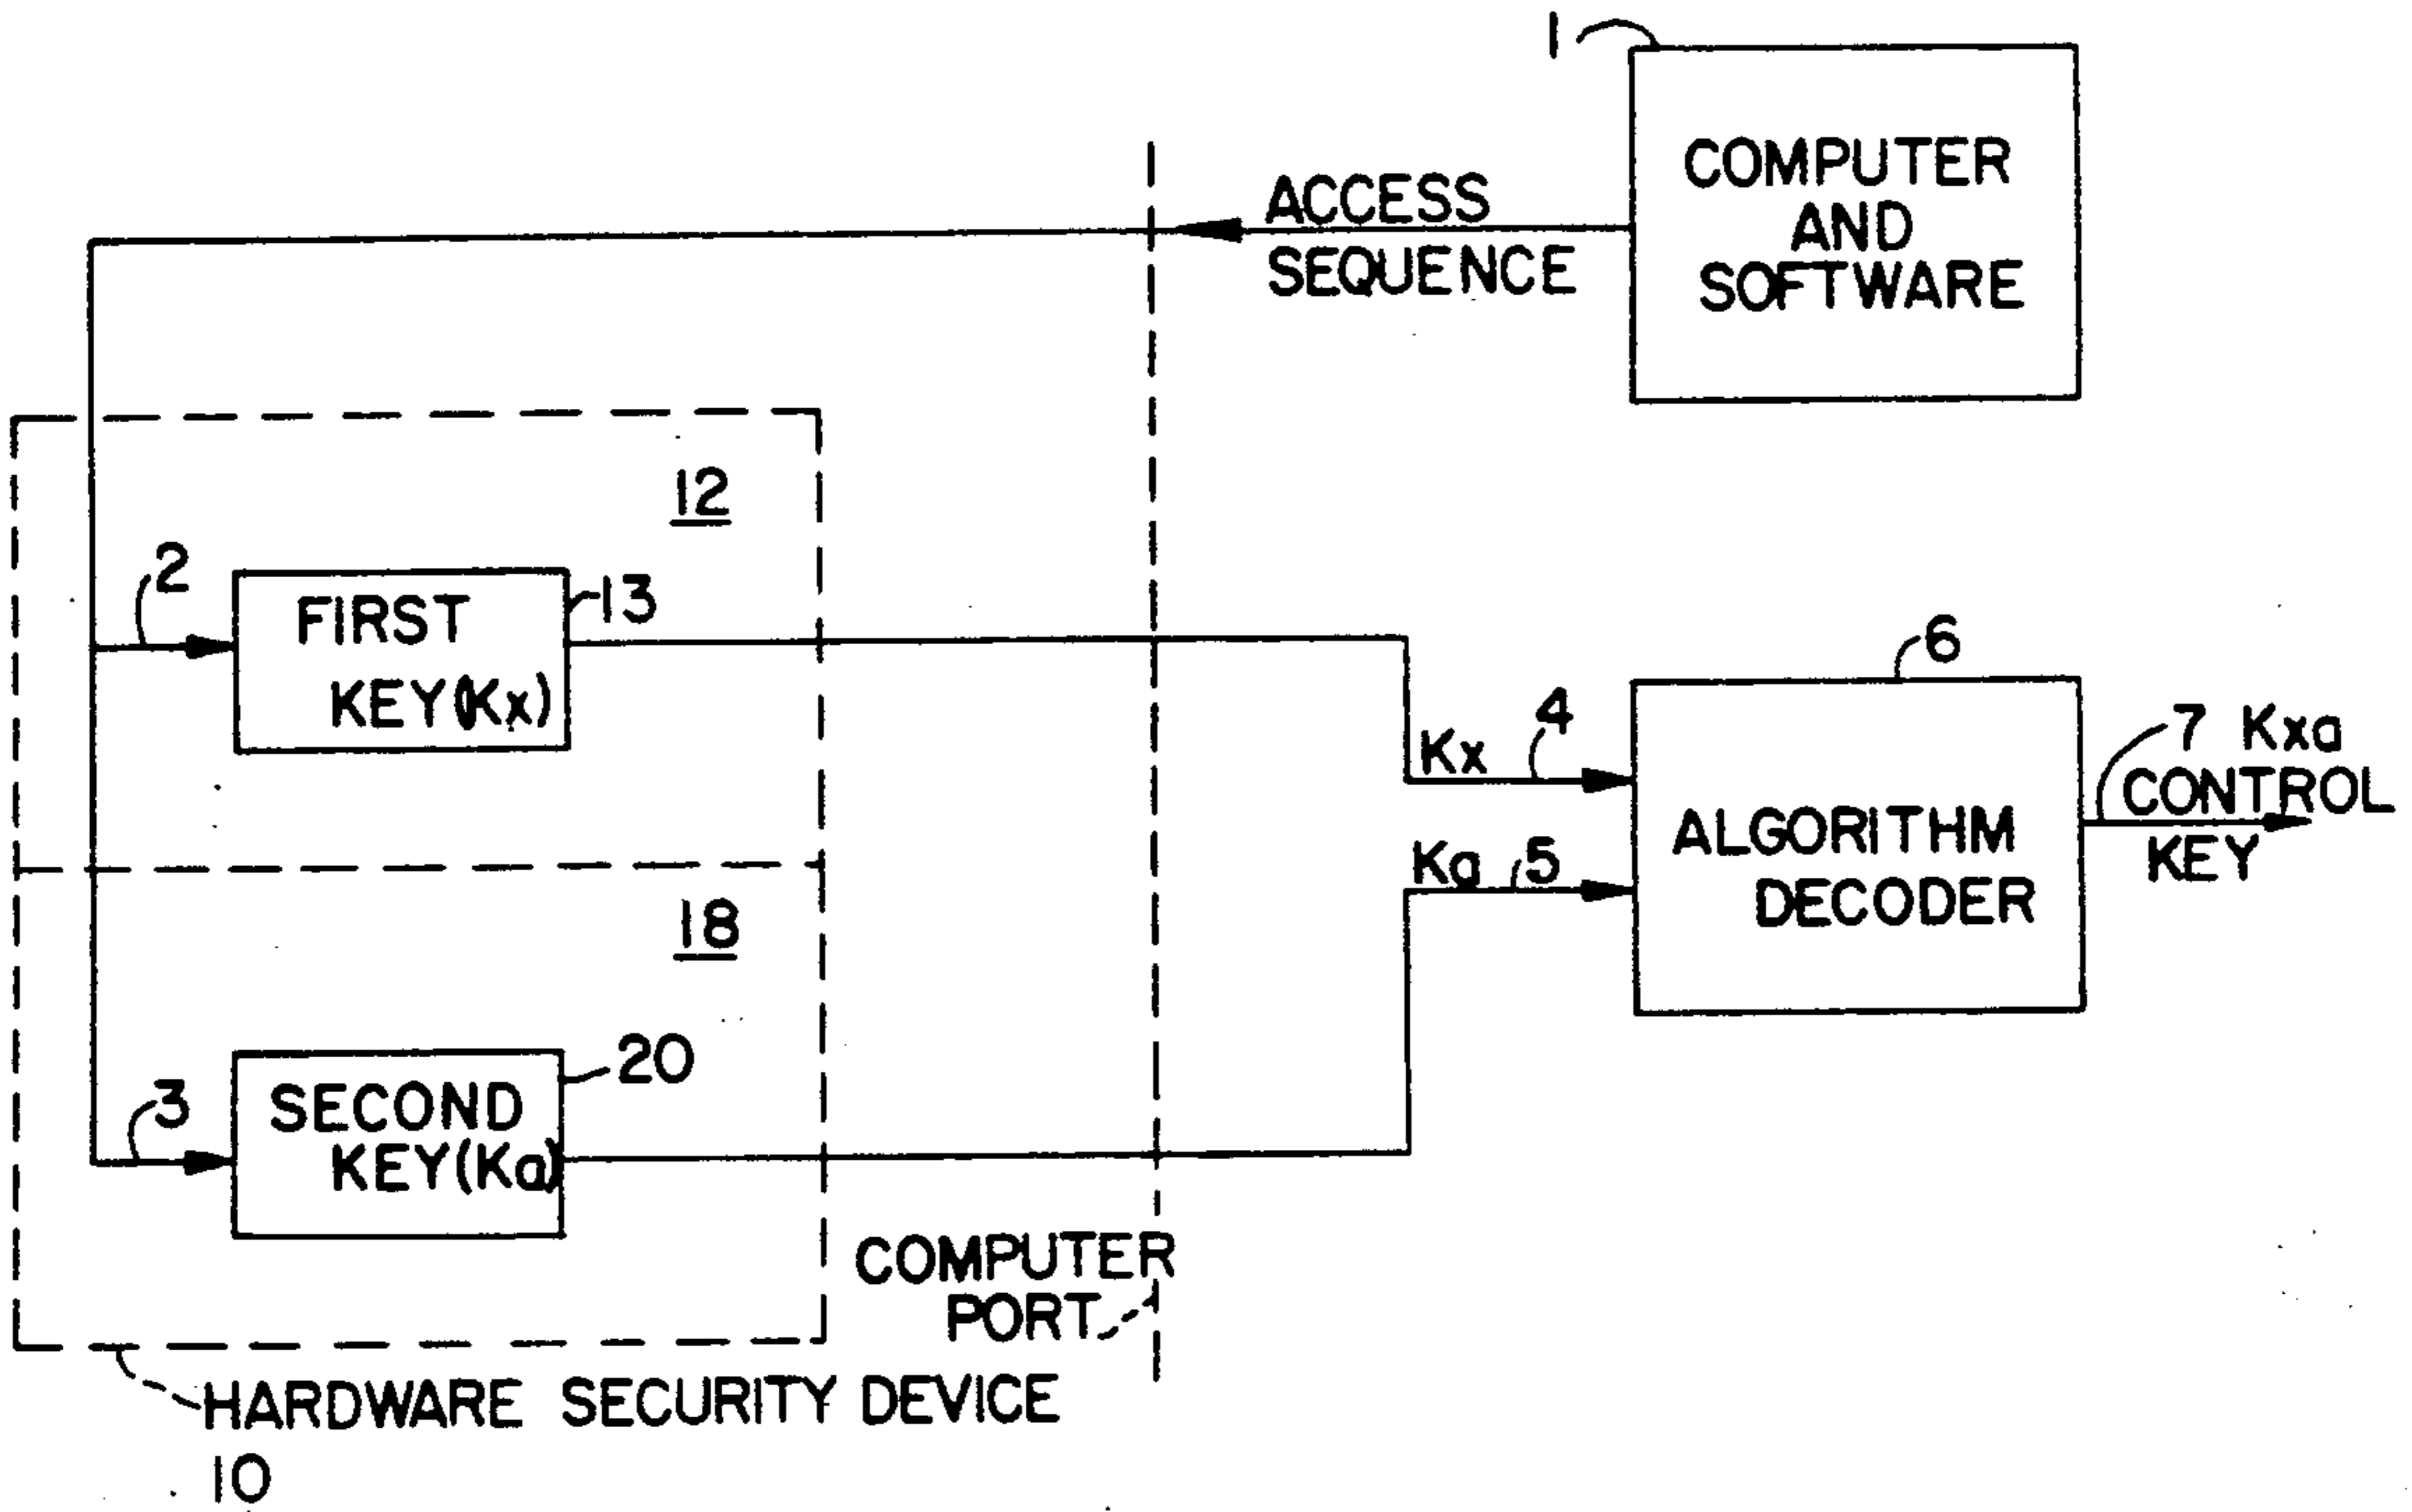 1
COMPUTER
AND
SOFTWARE
ACCESS
SEQUENCE
12
2
FIRST
KEY(Kx)
13
6
4
Kx
7 Kxa
CONTROL
KEY
ALGORITHM
DECODER
Ka
5
18
20
3
SECOND
KEY(Ka)
COMPUTER
PORT
HARDWARE SECURITY DEVICE
10